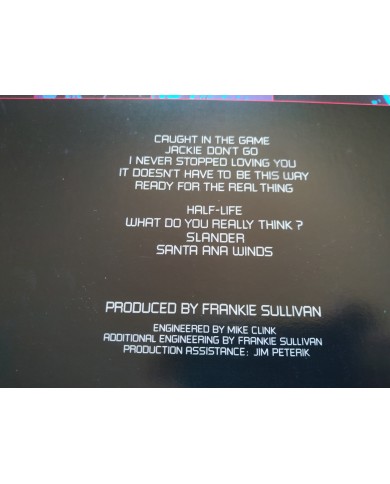 CAUGHT IN THE GAME
JACKIE DON'T GO
I NEVER STOPPED LOVING YOU
IT DOESN'T HAVE TO BE THIS WAY
READY FOR THE REAL THING
HALF-LIFE
WHAT DO YOU REALLY THINK ?
SLANDER
SANTA ANA WINDS
PRODUCED BY FRANKIE SULLIVAN
ENGINEERED BY MIKE CLINK
ADDITIONAL ENGINEERING BY FRANKIE SULLIVAN
PRODUCTION ASSISTANCE: JIM PETERIK